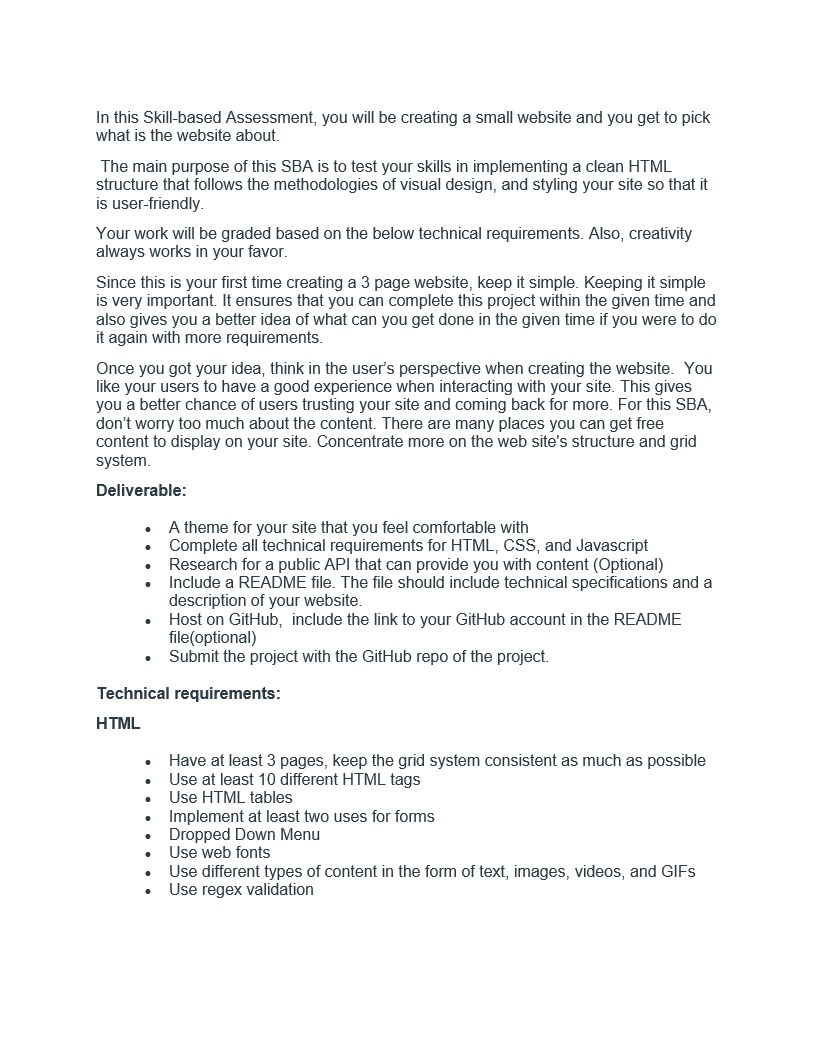 In this Skill-based Assessment, you will be creating a small website and you get to pick
what is the website about.
The main purpose of this SBA is to test your skills in implementing a clean HTML
structure that follows the methodologies of visual design, and styling your site so that it
is user-friendly.
Your work will be graded based on the below technical requirements. Also, creativity
always works in your favor.
Since this is your first time creating a 3 page website, keep it simple. Keeping it simple
is very important. It ensures that you can complete this project within the given time and
also gives you a better idea of what can you get done in the given time if you were to do
it again with more requirements.
Once you got your idea, think in the user’s perspective when creating the website.  You
like your users to have a good experience when interacting with your site. This gives
you a better chance of users trusting your site and coming back for more. For this SBA,
don’t worry too much about the content. There are many places you can get free
content to display on your site. Concentrate more on the web site's structure and grid
system.
Deliverable:
• A theme for your site that you feel comfortable with
• Complete all technical requirements for HTML, CSS, and Javascript
• Research for a public API that can provide you with content (Optional)
• Include a README file. The file should include technical specifications and a
description of your website.
• Host on GitHub,  include the link to your GitHub account in the README
file(optional)
• Submit the project with the GitHub repo of the project.
Technical requirements:
HTML
• Have at least 3 pages, keep the grid system consistent as much as possible
• Use at least 10 different HTML tags
• Use HTML tables
• Implement at least two uses for forms
• Dropped Down Menu
• Use web fonts
• Use different types of content in the form of text, images, videos, and GIFs
• Use regex validation